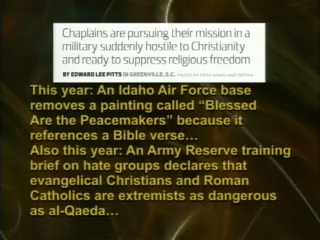 Chaplains are pursuing their mission in a
military suddenly hostile to Christianity
and ready to suppress religious freedom
BY EDWARD LEE PITTS IN GREENVILLE, S.C.
This year: An Idaho Air Force base
removes a painting called “Blessed
Are the Peacemakers” because it
references a Bible verse…
Also this year: An Army Reserve training
brief on hate groups declares that
evangelical Christians and Roman
Catholics are extremists as dangerous
as al-Qaeda…